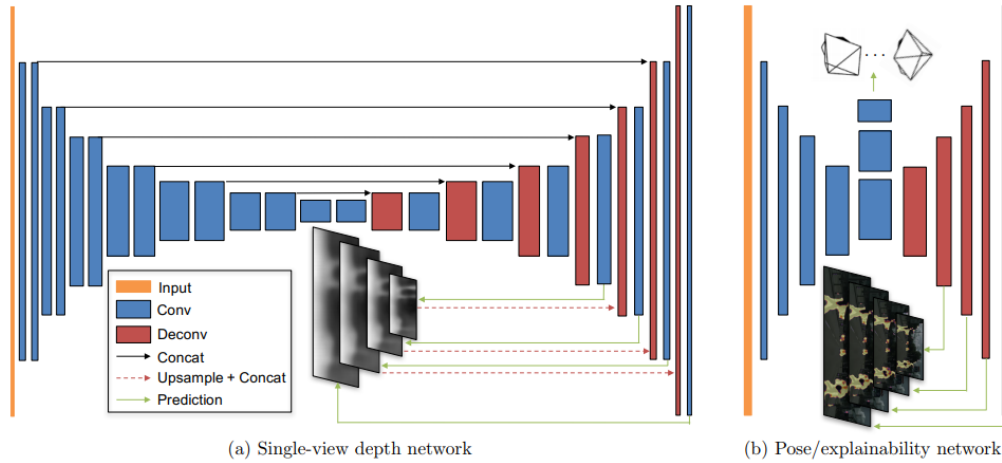 Input
Conv
Deconv
Concat
Upsample + Concat
Prediction
(a) Single-view depth network
(b) Pose/explainability network